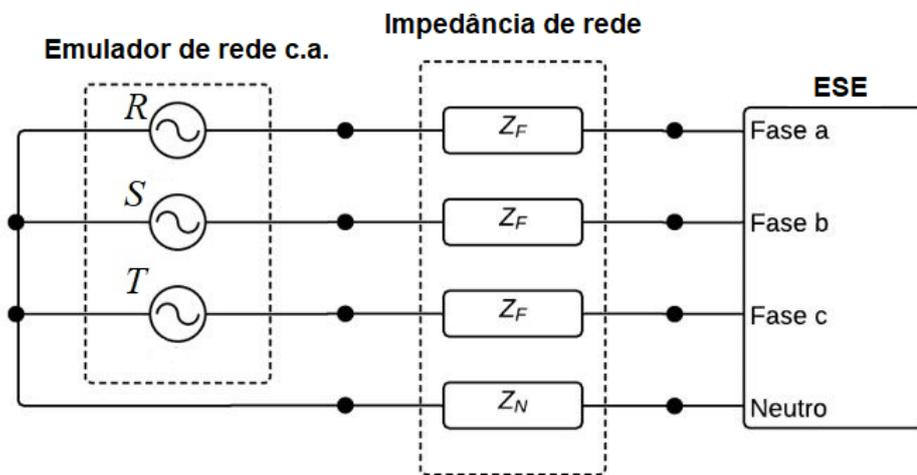 Impedância de rede
Emulador de rede c.a.
ESE
R
Z_F
Fase a
S
Z_F
Fase b
T
Z_F
Fase c
Z_N
Neutro